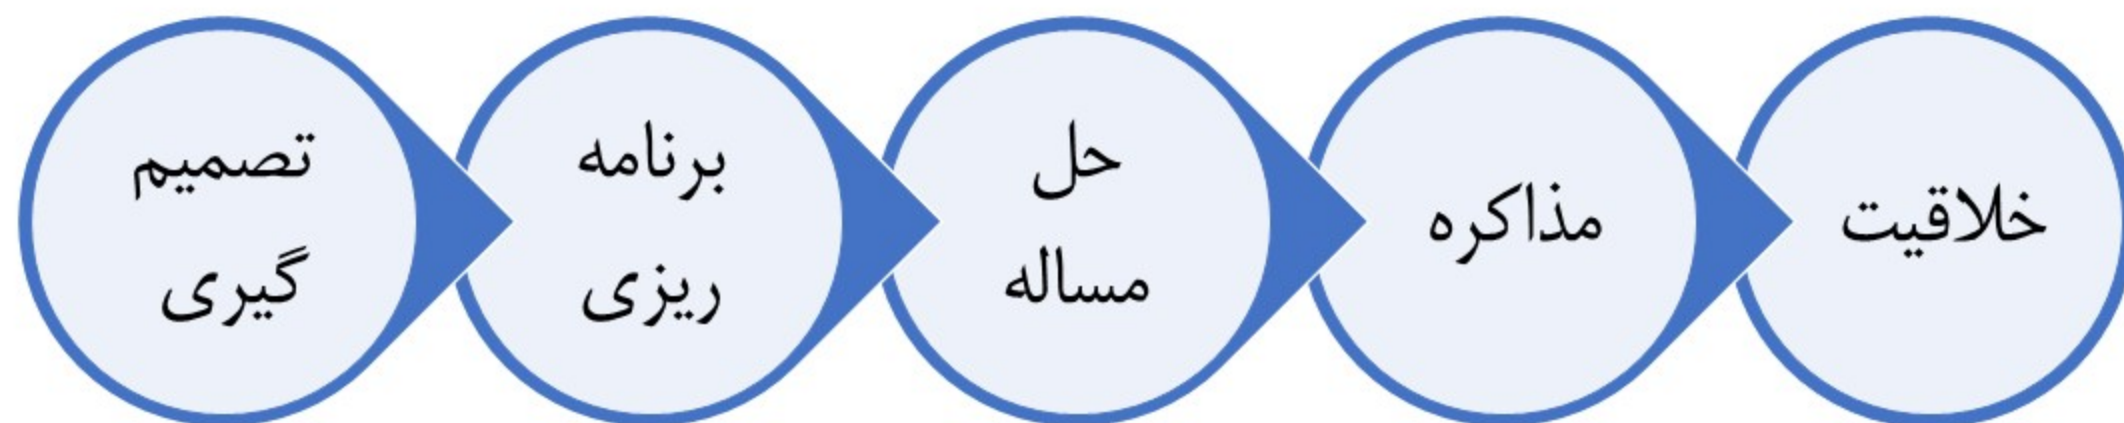 تصمیم
گیری
برنامه
ریزی
حل
مساله
مذاکره
خلاقیت